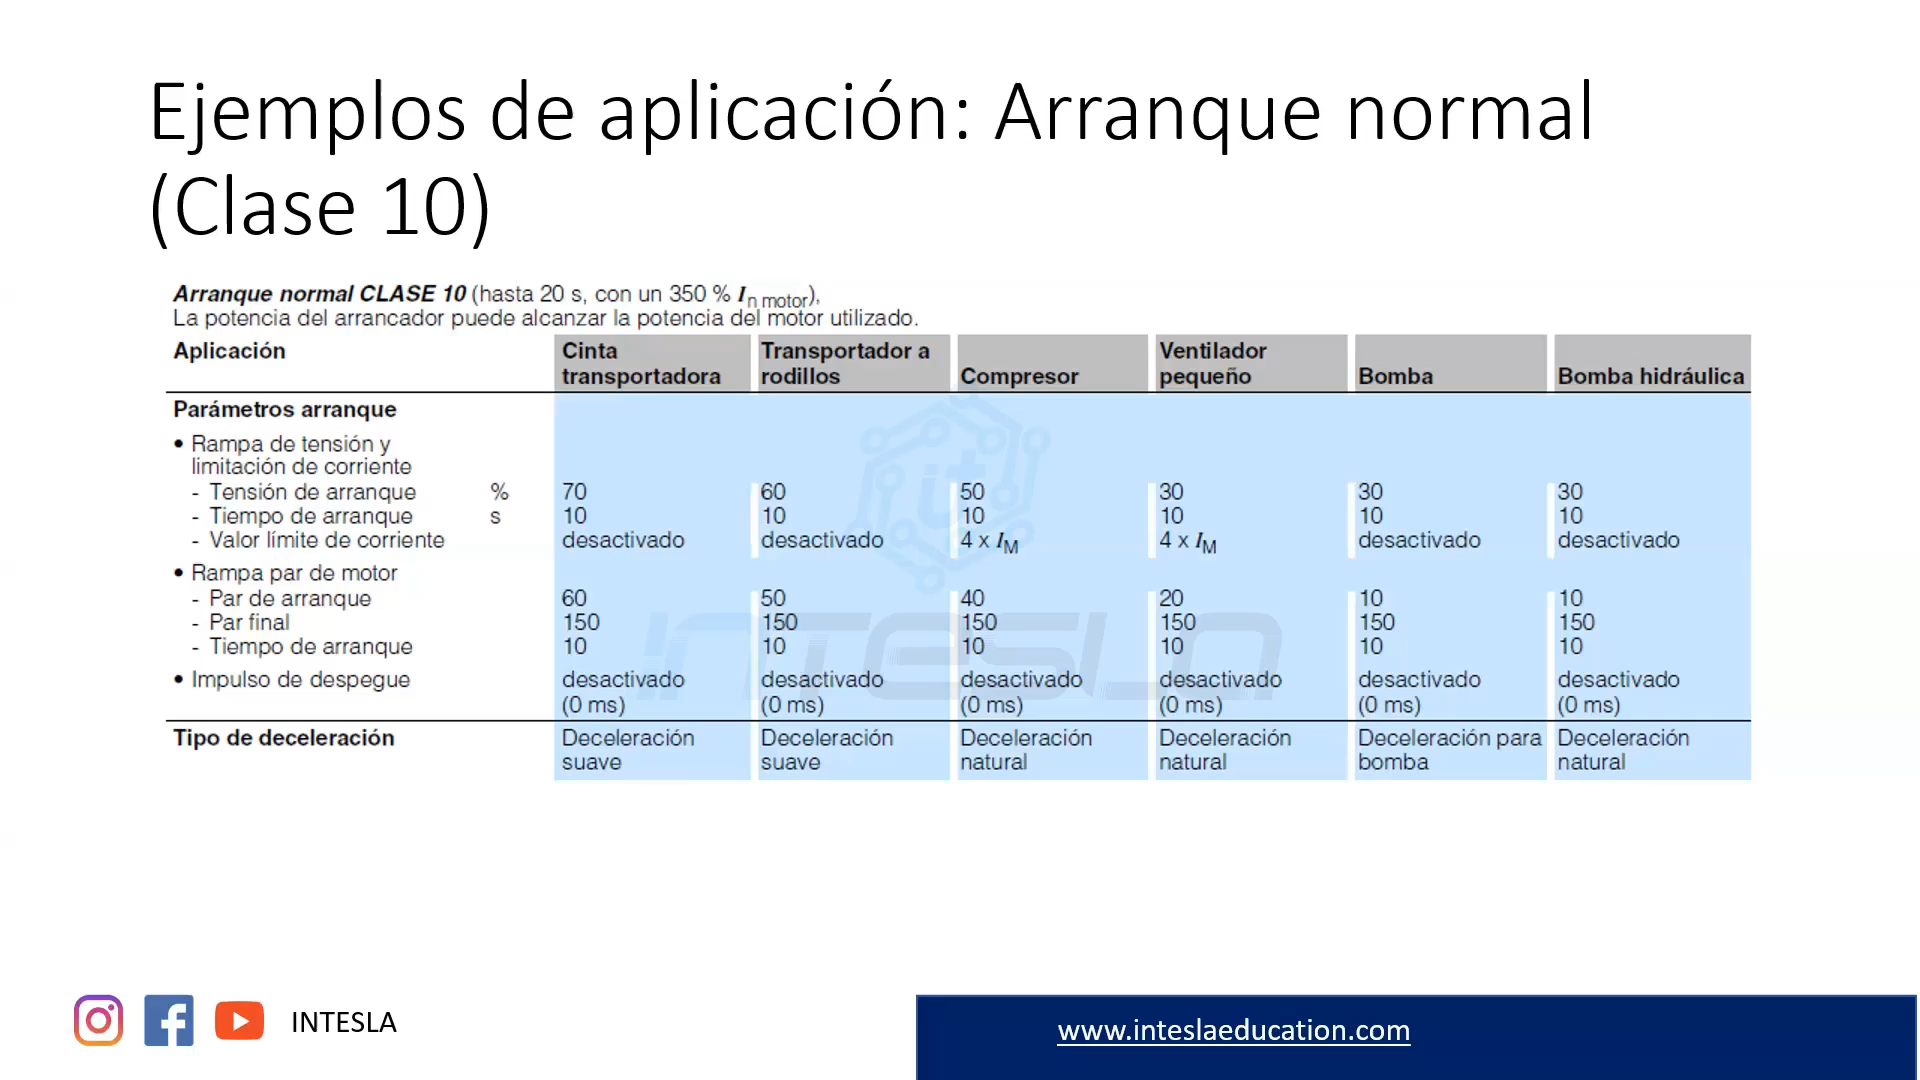 Ejemplos de aplicación: Arranque normal
(Clase 10)
Arranque normal CLASE 10 (hasta 20 s, con un 350 % In motor),
La potencia del arrancador puede alcanzar la potencia del motor utilizado.
Aplicación Cinta transportadora Transportador a rodillos Compresor Ventilador pequeño Bomba Bomba hidráulica
Parámetros arranque
• Rampa de tensión y
limitación de corriente
- Tensión de arranque % 70 60 50 30 30 30
- Tiempo de arranque s 10 10 10 10 10 10
- Valor límite de corriente desactivado desactivado 4 x IM 4 x IM desactivado desactivado
• Rampa par de motor
- Par de arranque 60 50 40 20 10 10
- Par final 150 150 150 150 150 150
- Tiempo de arranque 10 10 10 10 10 10
• Impulso de despegue desactivado desactivado desactivado desactivado desactivado desactivado
(0 ms) (0 ms) (0 ms) (0 ms) (0 ms) (0 ms)
Tipo de deceleración Deceleración suave Deceleración suave Deceleración natural Deceleración natural Deceleración para bomba Deceleración natural
it
INTESLA
INTESLA
www.inteslaeducation.com